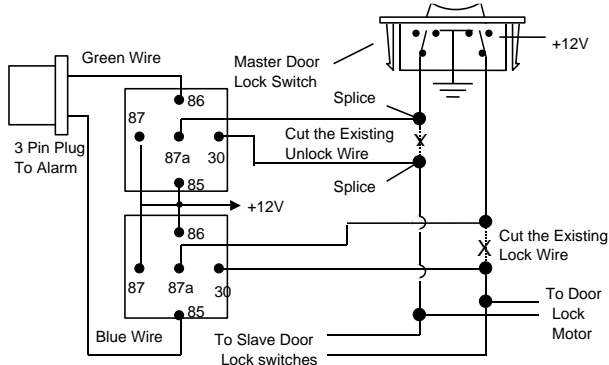 +12V
Green Wire
Master Door
Lock Switch
86
Splice
87
3 Pin Plug
To Alarm
87a
30
Cut the Existing
Unlock Wire
X
85
Splice
+12V
86
X
Cut the Existing
Lock Wire
87
87a
30
85
To Door
Lock
Motor
Blue Wire
To Slave Door
Lock switches